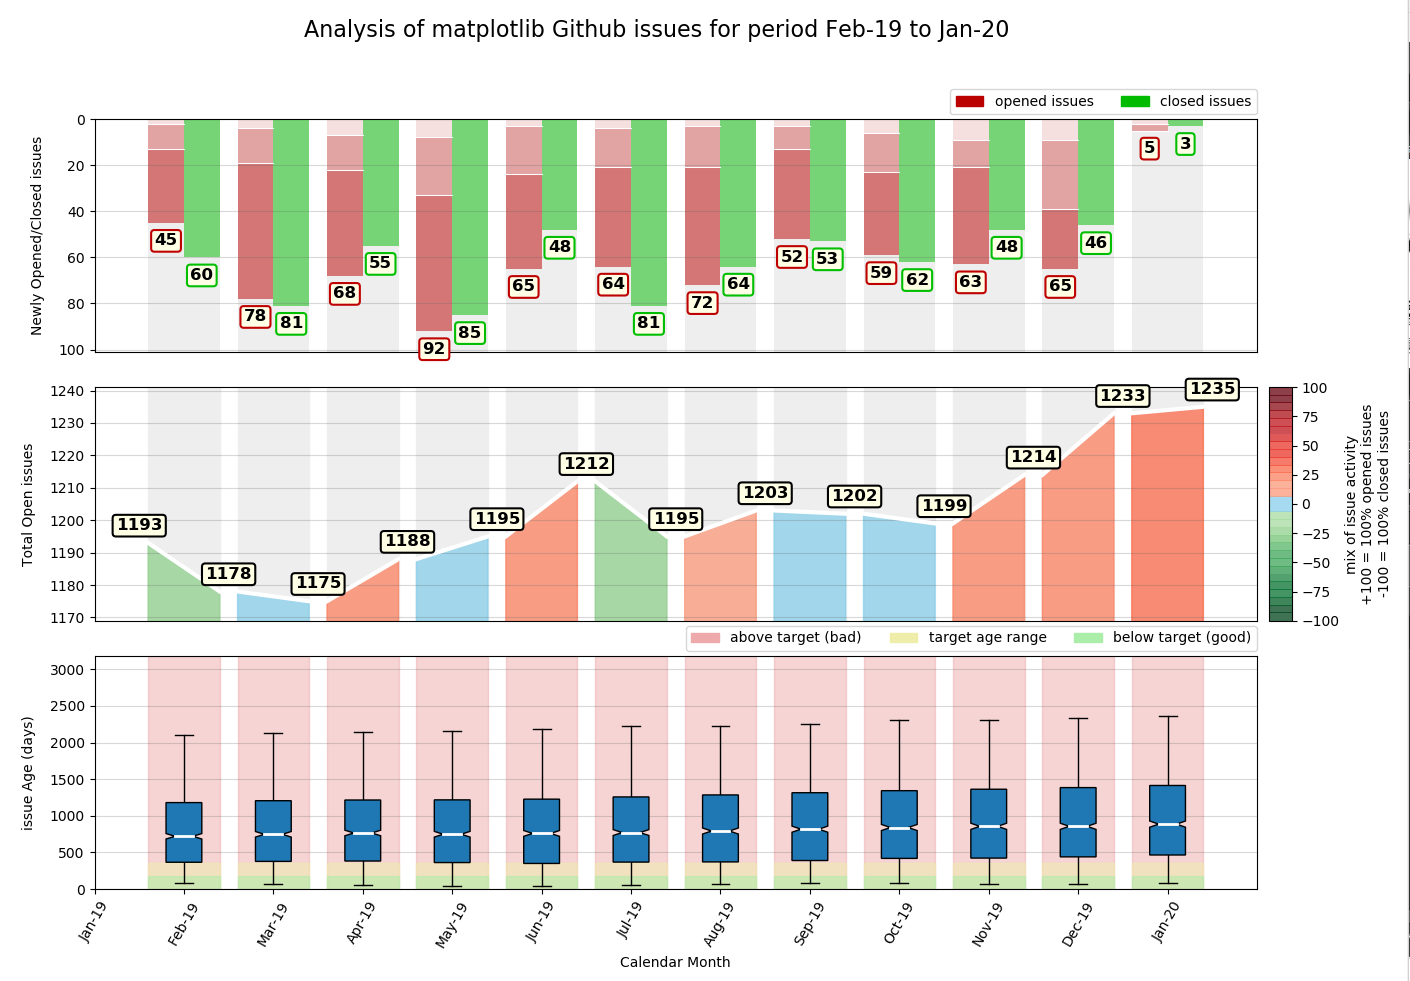 Analysis of matplotlib Github issues for period Feb-19 to Jan-20
opened issues closed issues
Newly Opened/Closed issues
0
20
40
60
80
100
45 60 78 81 68 55 92 85 65 48 64 81 72 64 52 53 59 62 63 48 65 46 5 3
Total Open issues
1240
1230
1220
1210
1200
1190
1180
1170
1193 1178 1175 1188 1195 1212 1195 1203 1202 1199 1214 1233 1235
100
75
50
25
0
−25
−50
−75
−100
mix of issue activity
+100 = 100% opened issues
-100 = 100% closed issues
above target (bad) target age range below target (good)
issue Age (days)
3000
2500
2000
1500
1000
500
0
Jan-19 Feb-19 Mar-19 Apr-19 May-19 Jun-19 Jul-19 Aug-19 Sep-19 Oct-19 Nov-19 Dec-19 Jan-20
Calendar Month